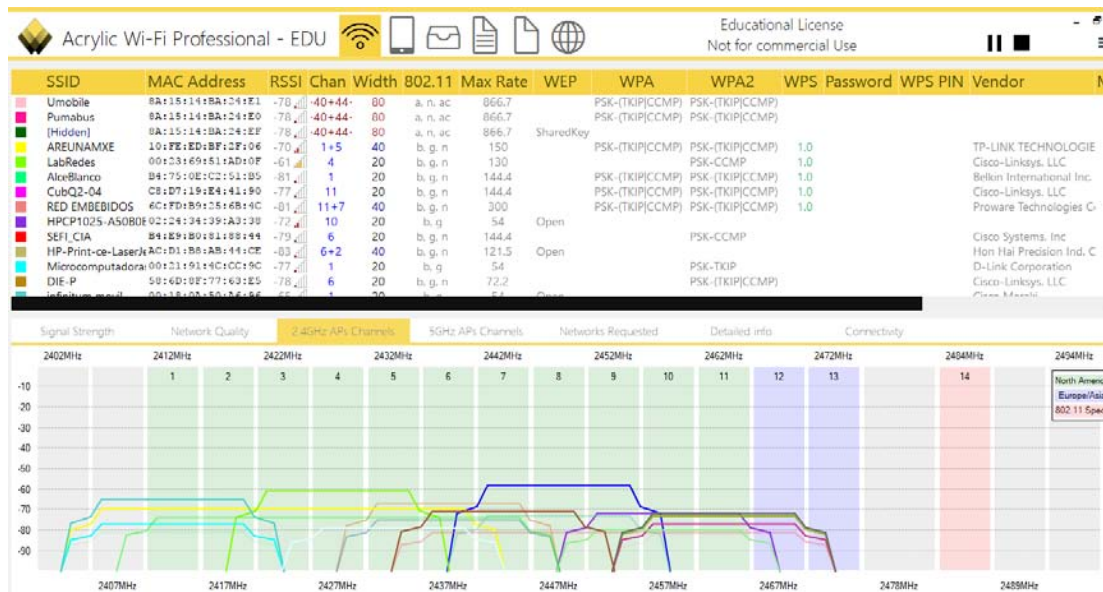 Acrylic Wi-Fi Professional - EDU
Educational License
Not for commercial Use
SSID MAC Address RSSI Chan Width 802.11 Max Rate WEP WPA WPA2 WPS Password WPS PIN Vendor
Umobile 8A:15:14:BA:24:E1 -78 -40+44- 80 a, n, ac 866.7 PSK-(TKIP|CCMP) PSK-(TKIP|CCMP)
Pumabus 8A:15:14:BA:24:E0 -78 -40+44- 80 a, n, ac 866.7 PSK-(TKIP|CCMP) PSK-(TKIP|CCMP)
[Hidden] 8A:15:14:BA:24:EF -78 -40+44- 80 a, n, ac 866.7 SharedKey
AREUNAMXE 10:FE:ED:BF:2F:06 -70 1+5 40 b, g, n 150 PSK-(TKIP|CCMP) PSK-(TKIP|CCMP) 1.0 TP-LINK TECHNOLOGIE
LabRedes 00:23:69:51:AD:0F -61 4 20 b, g, n 130 PSK-CCMP 1.0 Cisco-Linksys, LLC
AlceBlanco B4:75:0E:C2:51:B5 -81 1 20 b, g, n 144.4 PSK-(TKIP|CCMP) PSK-(TKIP|CCMP) 1.0 Belkin International Inc.
CubQ2-04 C8:D7:19:E4:41:90 -77 11 20 b, g, n 144.4 PSK-(TKIP|CCMP) PSK-(TKIP|CCMP) 1.0 Cisco-Linksys, LLC
RED EMBEBIDOS 6C:FD:B9:25:6B:4C -81 11+7 40 b, g, n 300 PSK-(TKIP|CCMP) PSK-(TKIP|CCMP) 1.0 Proware Technologies C
HPCP1025-A50B0E 02:24:34:39:A3:38 -72 10 20 b, g 54 Open
SEFI_CIA B4:E9:B0:81:88:44 -79 6 20 b, g, n 144.4 PSK-CCMP Cisco Systems, Inc
HP-Print-ce-LaserJe AC:D1:B8:AB:44:CE -83 6+2 40 b, g, n 121.5 Open Hon Hai Precision Ind. C
Microcomputadora 00:21:91:4C:CC:9C -77 1 20 b, g 54 PSK-TKIP D-Link Corporation
DIE-P 58:6D:8F:77:63:E5 -78 6 20 b, g, n 72.2 PSK-(TKIP|CCMP) Cisco-Linksys, LLC
Signal Strength Network Quality 2.4GHz APs Channels 5GHz APs Channels Networks Requested Detailed info Connectivity
2402MHz 2412MHz 2422MHz 2432MHz 2442MHz 2452MHz 2462MHz 2472MHz 2484MHz 2494MHz
1 2 3 4 5 6 7 8 9 10 11 12 13 14
North Americ
Europe/Asi
802.11 Spe
-10
-20
-30
-40
-50
-60
-70
-80
-90
2407MHz 2417MHz 2427MHz 2437MHz 2447MHz 2457MHz 2467MHz 2478MHz 2489MHz